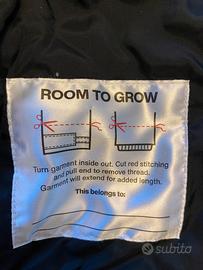 ROOM TO GROW
Turn garment inside out. Cut red stitching
and pull end to remove thread.
Garment will extend for added length.
This belongs to:
subito